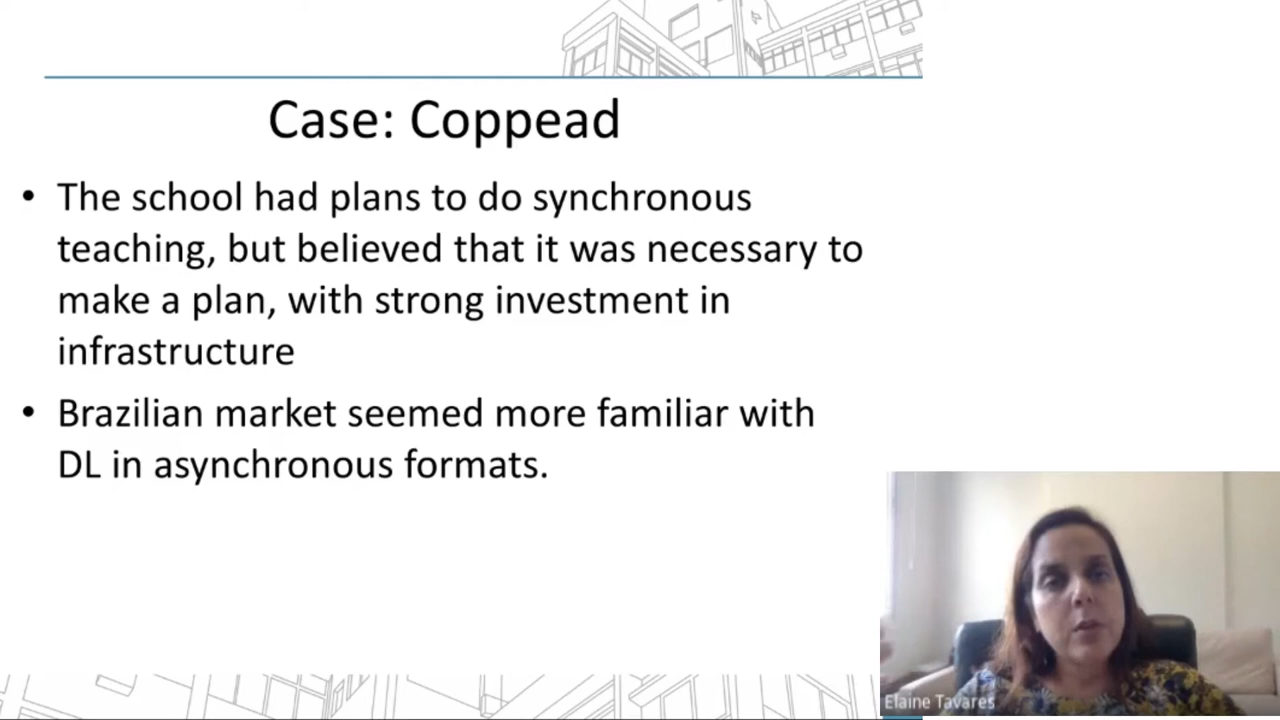 Case: Coppead
• The school had plans to do synchronous
teaching, but believed that it was necessary to
make a plan, with strong investment in
infrastructure
• Brazilian market seemed more familiar with
DL in asynchronous formats.
Elaine Tavares